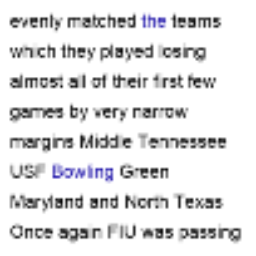 evenly matched the teams
which they played losing
almost all of their first few
games by very narrow
margins Middle Tennessee
USF Bowling Green
Maryland and North Texas
Once again FIU was passing